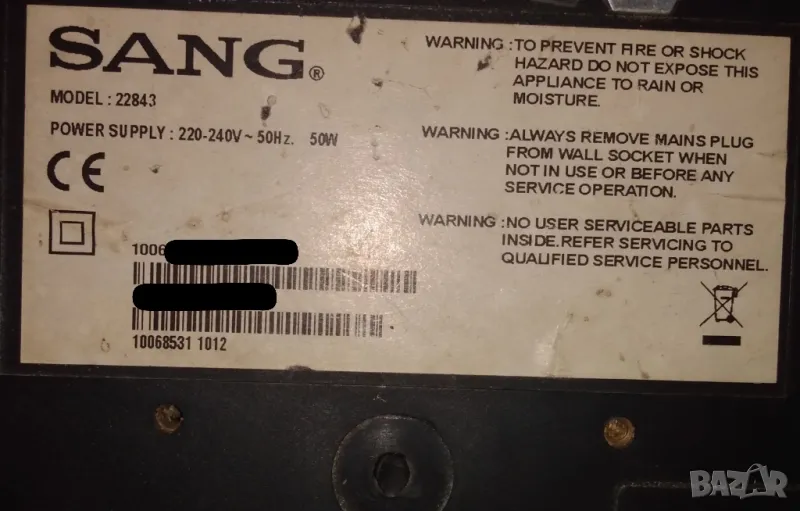 SANG®
MODEL : 22843
POWER SUPPLY : 220-240V ~ 50Hz. 50W
CE
1006
10068531 1012
WARNING :TO PREVENT FIRE OR SHOCK
HAZARD DO NOT EXPOSE THIS
APPLIANCE TO RAIN OR
MOISTURE.
WARNING :ALWAYS REMOVE MAINS PLUG
FROM WALL SOCKET WHEN
NOT IN USE OR BEFORE ANY
SERVICE OPERATION.
WARNING :NO USER SERVICEABLE PARTS
INSIDE.REFER SERVICING TO
QUALIFIED SERVICE PERSONNEL.
BAZAR